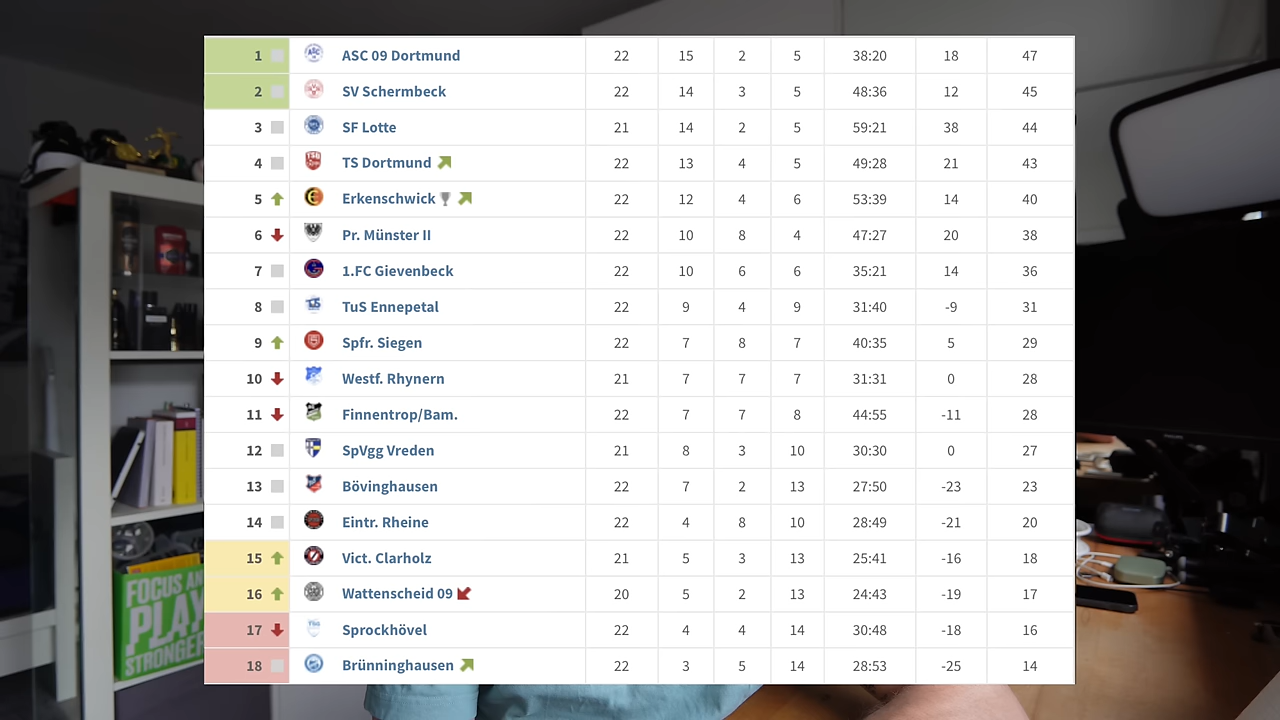 1 ASC 09 Dortmund 22 15 2 5 38:20 18 47
2 SV Schermbeck 22 14 3 5 48:36 12 45
3 SF Lotte 21 14 2 5 59:21 38 44
4 TS Dortmund 22 13 4 5 49:28 21 43
5 Erkenschwick 22 12 4 6 53:39 14 40
6 Pr. Münster II 22 10 8 4 47:27 20 38
7 1.FC Gievenbeck 22 10 6 6 35:21 14 36
8 TuS Ennepetal 22 9 4 9 31:40 -9 31
9 Spfr. Siegen 22 7 8 7 40:35 5 29
10 Westf. Rhynern 21 7 7 7 31:31 0 28
11 Finnentrop/Bam. 22 7 7 8 44:55 -11 28
12 SpVgg Vreden 21 8 3 10 30:30 0 27
13 Bövinghausen 22 7 2 13 27:50 -23 23
14 Eintr. Rheine 22 4 8 10 28:49 -21 20
15 Vict. Clarholz 21 5 3 13 25:41 -16 18
16 Wattenscheid 09 20 5 2 13 24:43 -19 17
17 Sprockhövel 22 4 4 14 30:48 -18 16
18 Brünninghausen 22 3 5 14 28:53 -25 14
FOCUS AN
PLAY
STRONGER